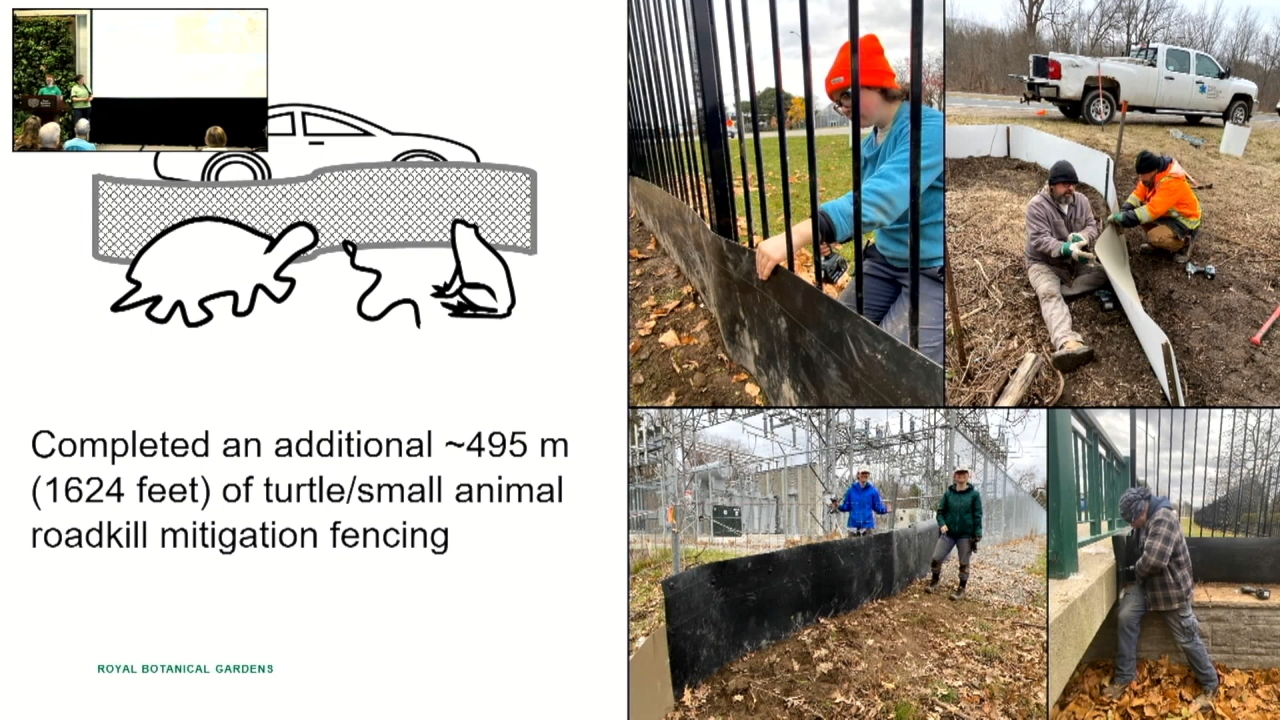 Completed an additional ~495 m
(1624 feet) of turtle/small animal
roadkill mitigation fencing
ROYAL BOTANICAL GARDENS